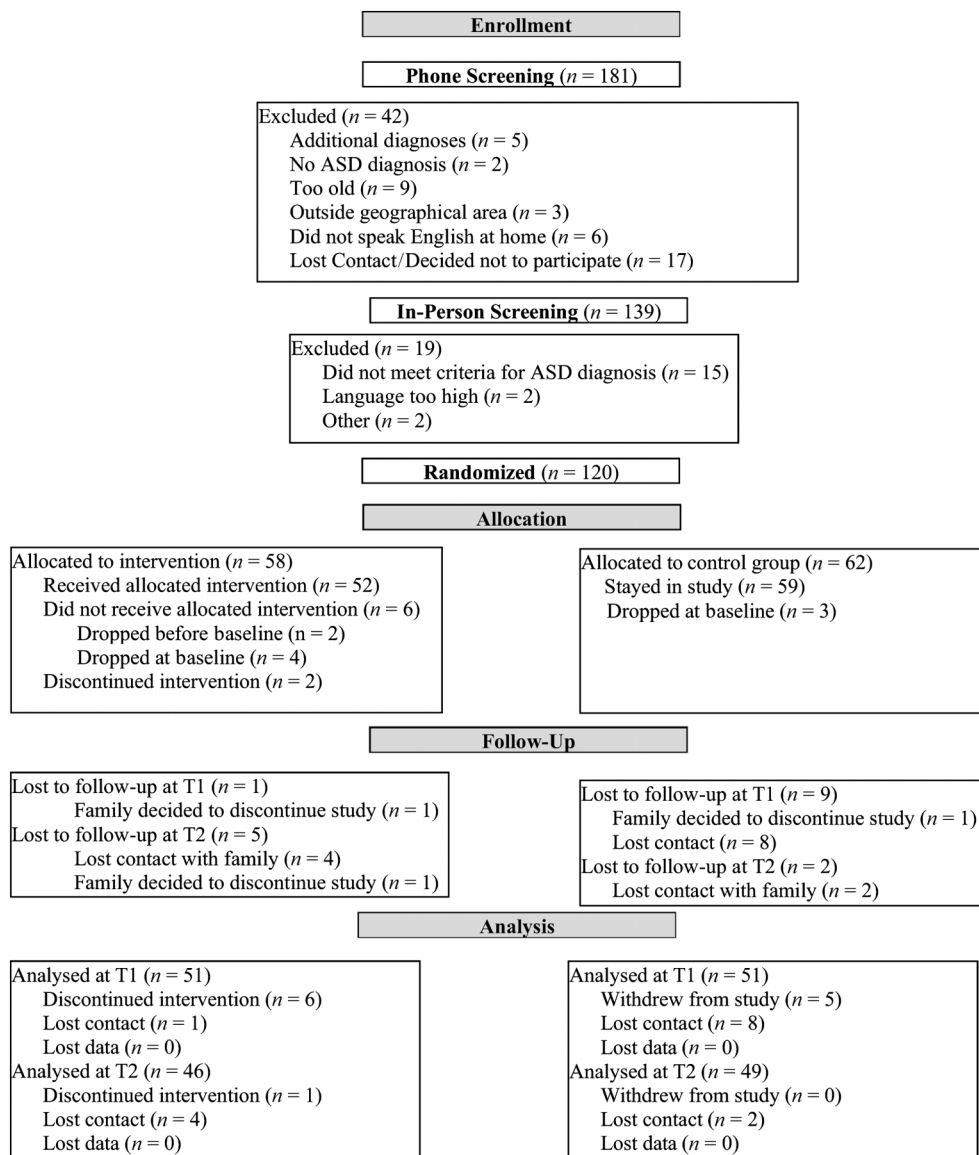 Enrollment
Phone Screening (n = 181)
Excluded (n = 42)
Additional diagnoses (n = 5)
No ASD diagnosis (n = 2)
Too old (n = 9)
Outside geographical area (n = 3)
Did not speak English at home (n = 6)
Lost Contact/Decided not to participate (n = 17)
In-Person Screening (n = 139)
Excluded (n = 19)
Did not meet criteria for ASD diagnosis (n = 15)
Language too high (n = 2)
Other (n = 2)
Randomized (n = 120)
Allocation
Allocated to intervention (n = 58)
Received allocated intervention (n = 52)
Did not receive allocated intervention (n = 6)
Dropped before baseline (n = 2)
Dropped at baseline (n = 4)
Discontinued intervention (n = 2)
Allocated to control group (n = 62)
Stayed in study (n = 59)
Dropped at baseline (n = 3)
Follow-Up
Lost to follow-up at T1 (n = 1)
Family decided to discontinue study (n = 1)
Lost to follow-up at T2 (n = 5)
Lost contact with family (n = 4)
Family decided to discontinue study (n = 1)
Lost to follow-up at T1 (n = 9)
Family decided to discontinue study (n = 1)
Lost contact (n = 8)
Lost to follow-up at T2 (n = 2)
Lost contact with family (n = 2)
Analysis
Analysed at T1 (n = 51)
Discontinued intervention (n = 6)
Lost contact (n = 1)
Lost data (n = 0)
Analysed at T2 (n = 46)
Discontinued intervention (n = 1)
Lost contact (n = 4)
Lost data (n = 0)
Analysed at T1 (n = 51)
Withdrew from study (n = 5)
Lost contact (n = 8)
Lost data (n = 0)
Analysed at T2 (n = 49)
Withdrew from study (n = 0)
Lost contact (n = 2)
Lost data (n = 0)